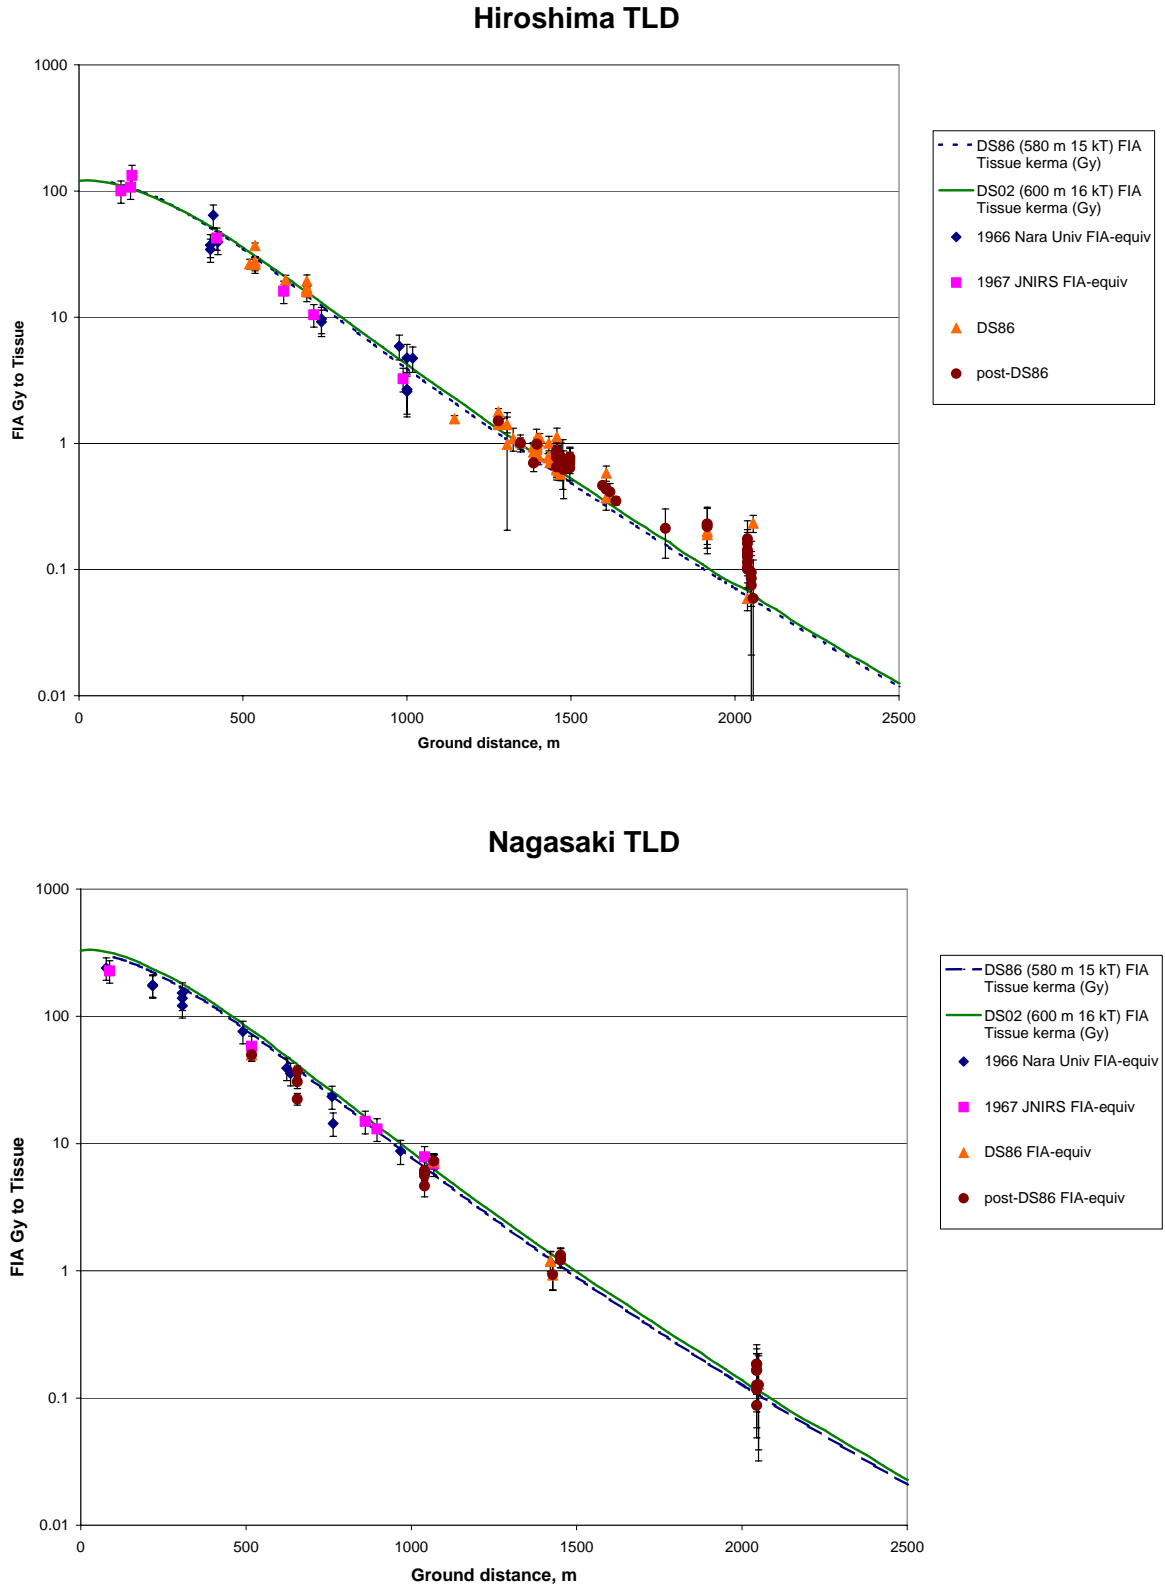 Hiroshima TLD
1000
100
10
1
0.1
0.01
FIA Gy to Tissue
0
500
1000
1500
2000
2500
Ground distance, m
DS86 (580 m 15 kT) FIA
Tissue kerma (Gy)
DS02 (600 m 16 kT) FIA
Tissue kerma (Gy)
1966 Nara Univ FIA-equiv
1967 JNIRS FIA-equiv
DS86
post-DS86
Nagasaki TLD
1000
100
10
1
0.1
0.01
FIA Gy to Tissue
0
500
1000
1500
2000
2500
Ground distance, m
DS86 (580 m 15 kT) FIA
Tissue kerma (Gy)
DS02 (600 m 16 kT) FIA
Tissue kerma (Gy)
1966 Nara Univ FIA-equiv
1967 JNIRS FIA-equiv
DS86 FIA-equiv
post-DS86 FIA-equiv